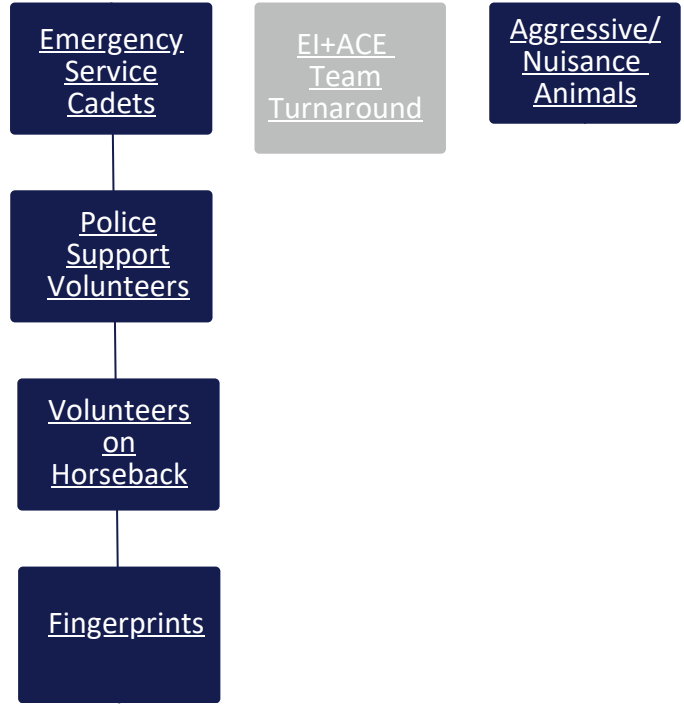 Emergency
Service
Cadets
EI+ACE
Team
Turnaround
Aggressive/
Nuisance
Animals
Police
Support
Volunteers
Volunteers
on
Horseback
Fingerprints